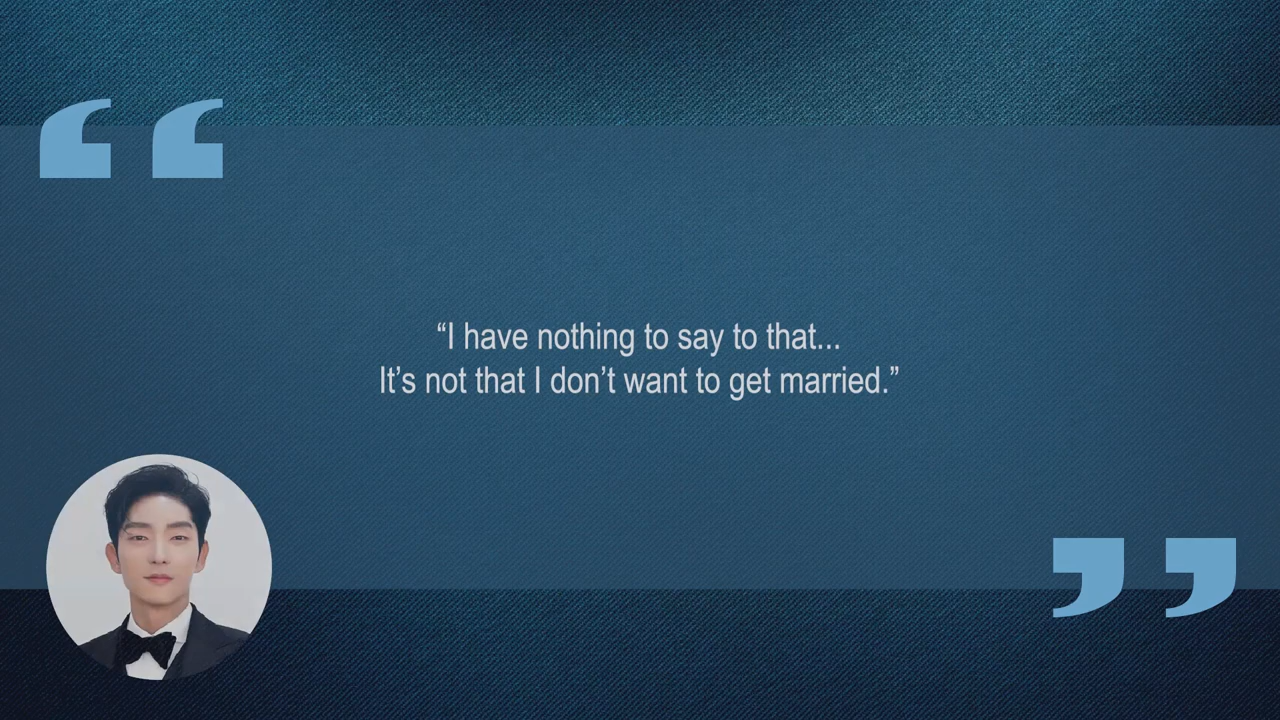 “I have nothing to say to that...
It’s not that I don’t want to get married.”